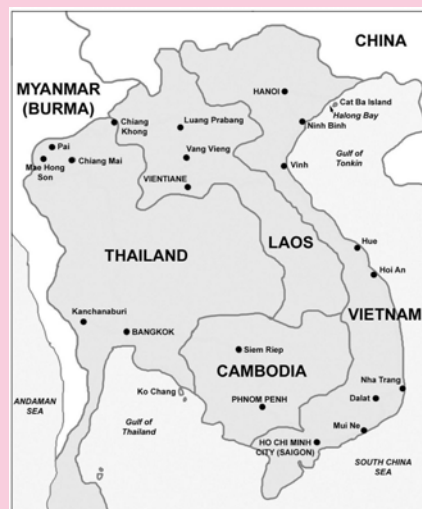 CHINA
MYANMAR
(BURMA)
HANOI
Cat Ba Island
Halong Bay
Chiang
Khong
Luang Prabang
Ninh Binh
Pai
Mae Hong
Son
Chiang Mai
Vang Vieng
Gulf of
Tonkin
Vinh
VIENTIANE
THAILAND
LAOS
Hue
Hoi An
Kanchanaburi
BANGKOK
VIETNAM
Siem Riep
CAMBODIA
Ko Chang
PHNOM PENH
Nha Trang
Dalat
ANDAMAN
SEA
Gulf of
Thailand
Mui Ne
HO CHI MINH
CITY (SAIGON)
SOUTH CHINA
SEA